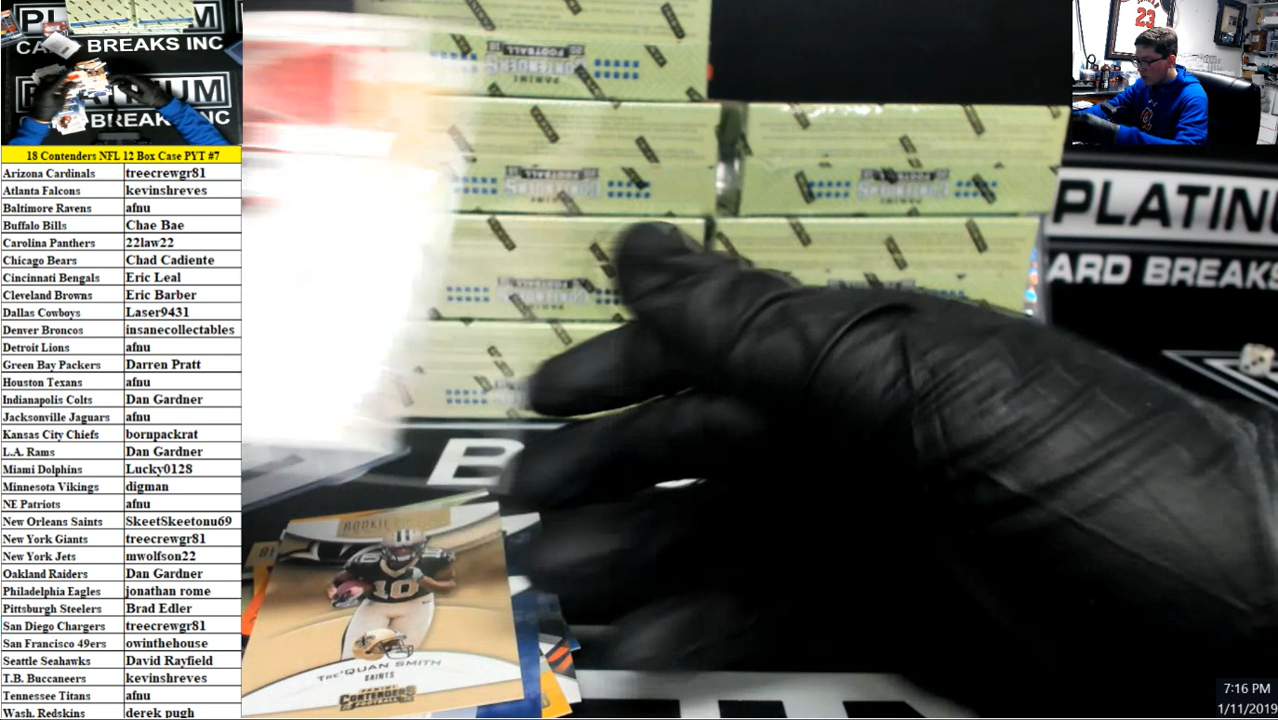 PLATINUM
CARD BREAKS INC
PLATINUM
CARD BREAKS INC
23
18 Contenders NFL 12 Box Case PYT #7
Arizona Cardinals treecrewgr81
Atlanta Falcons kevinshreves
Baltimore Ravens afnu
Buffalo Bills Chae Bae
Carolina Panthers 22law22
Chicago Bears Chad Cadiente
Cincinnati Bengals Eric Leal
Cleveland Browns Eric Barber
Dallas Cowboys Laser9431
Denver Broncos insanecollectables
Detroit Lions afnu
Green Bay Packers Darren Pratt
Houston Texans afnu
Indianapolis Colts Dan Gardner
Jacksonville Jaguars afnu
Kansas City Chiefs bornpackrat
L.A. Rams Dan Gardner
Miami Dolphins Lucky0128
Minnesota Vikings digman
NE Patriots afnu
New Orleans Saints SkeetSkeetonu69
New York Giants treecrewgr81
New York Jets mwolfson22
Oakland Raiders Dan Gardner
Philadelphia Eagles jonathan rome
Pittsburgh Steelers Brad Edler
San Diego Chargers treecrewgr81
San Francisco 49ers owinthehouse
Seattle Seahawks David Rayfield
T.B. Buccaneers kevinshreves
Tennessee Titans afnu
Wash. Redskins derek pugh
PANINI
CONTENDERS
FOOTBALL
PLATINU
ARD BREAKS
B
ROOKIE
10
TRE'QUAN SMITH
SAINTS
PANINI
CONTENDERS
FOOTBALL
7:16 PM
1/11/2019